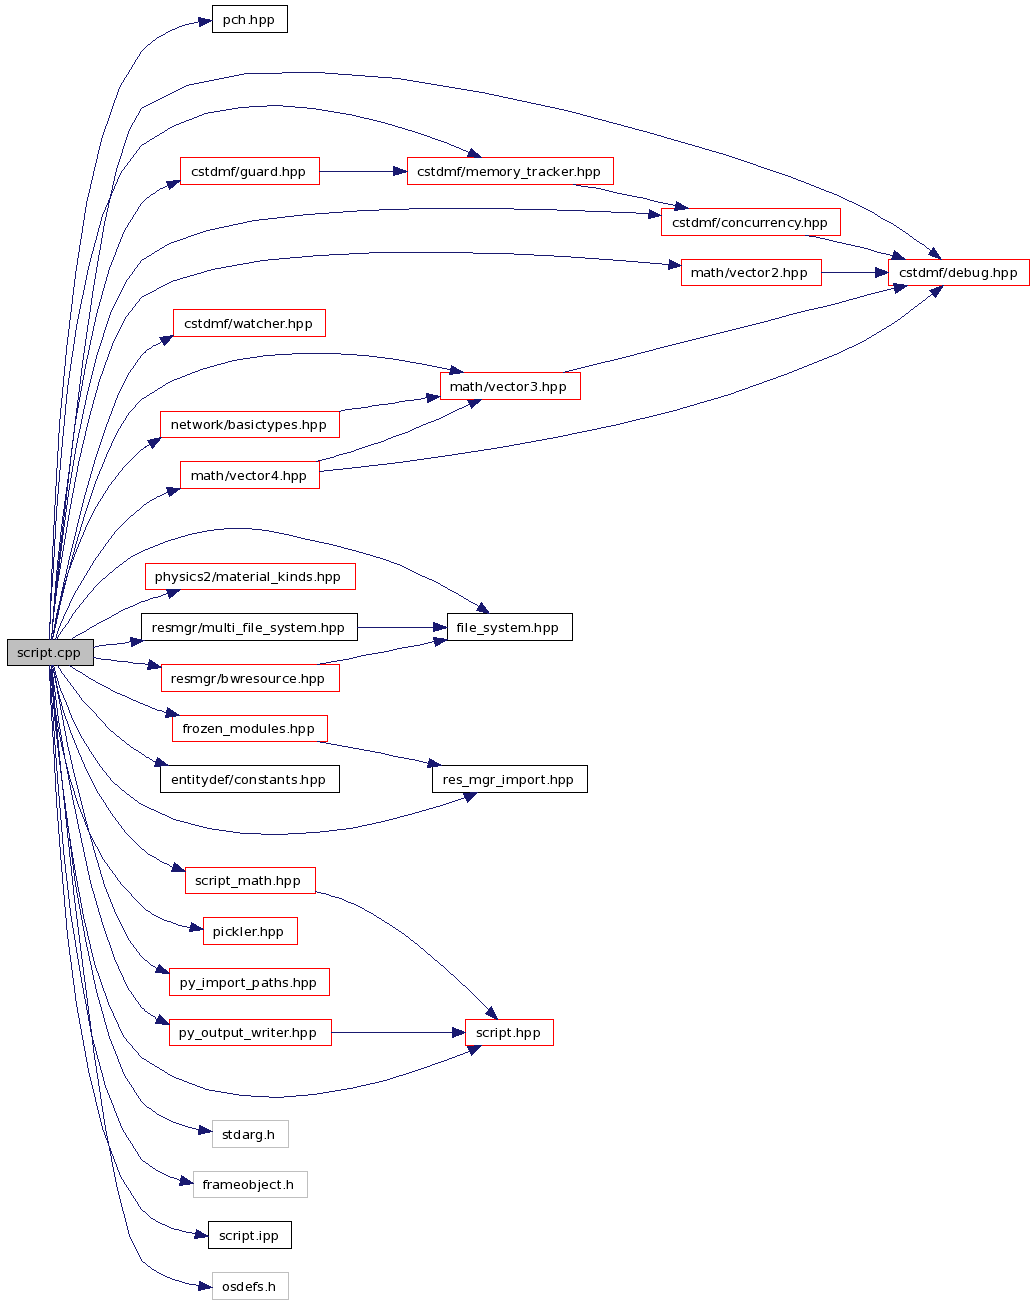 pch.hpp
cstdmf/guard.hpp
cstdmf/memory_tracker.hpp
cstdmf/concurrency.hpp
math/vector2.hpp
cstdmf/debug.hpp
cstdmf/watcher.hpp
math/vector3.hpp
network/basictypes.hpp
math/vector4.hpp
physics2/material_kinds.hpp
resmgr/multi_file_system.hpp
file_system.hpp
script.cpp
resmgr/bwresource.hpp
frozen_modules.hpp
entitydef/constants.hpp
res_mgr_import.hpp
script_math.hpp
pickler.hpp
py_import_paths.hpp
py_output_writer.hpp
script.hpp
stdarg.h
frameobject.h
script.ipp
osdefs.h